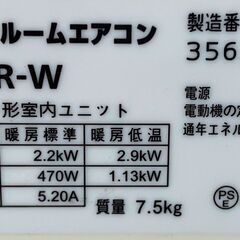 ルームエアコン
製造番
R-W
356
形室内ユニット
電源
電動機の定
暖房標準 暖房低温
通年エネル
2.2kW 2.9kW
470W 1.13kW
5.20A
PS
E
質量 7.5kg